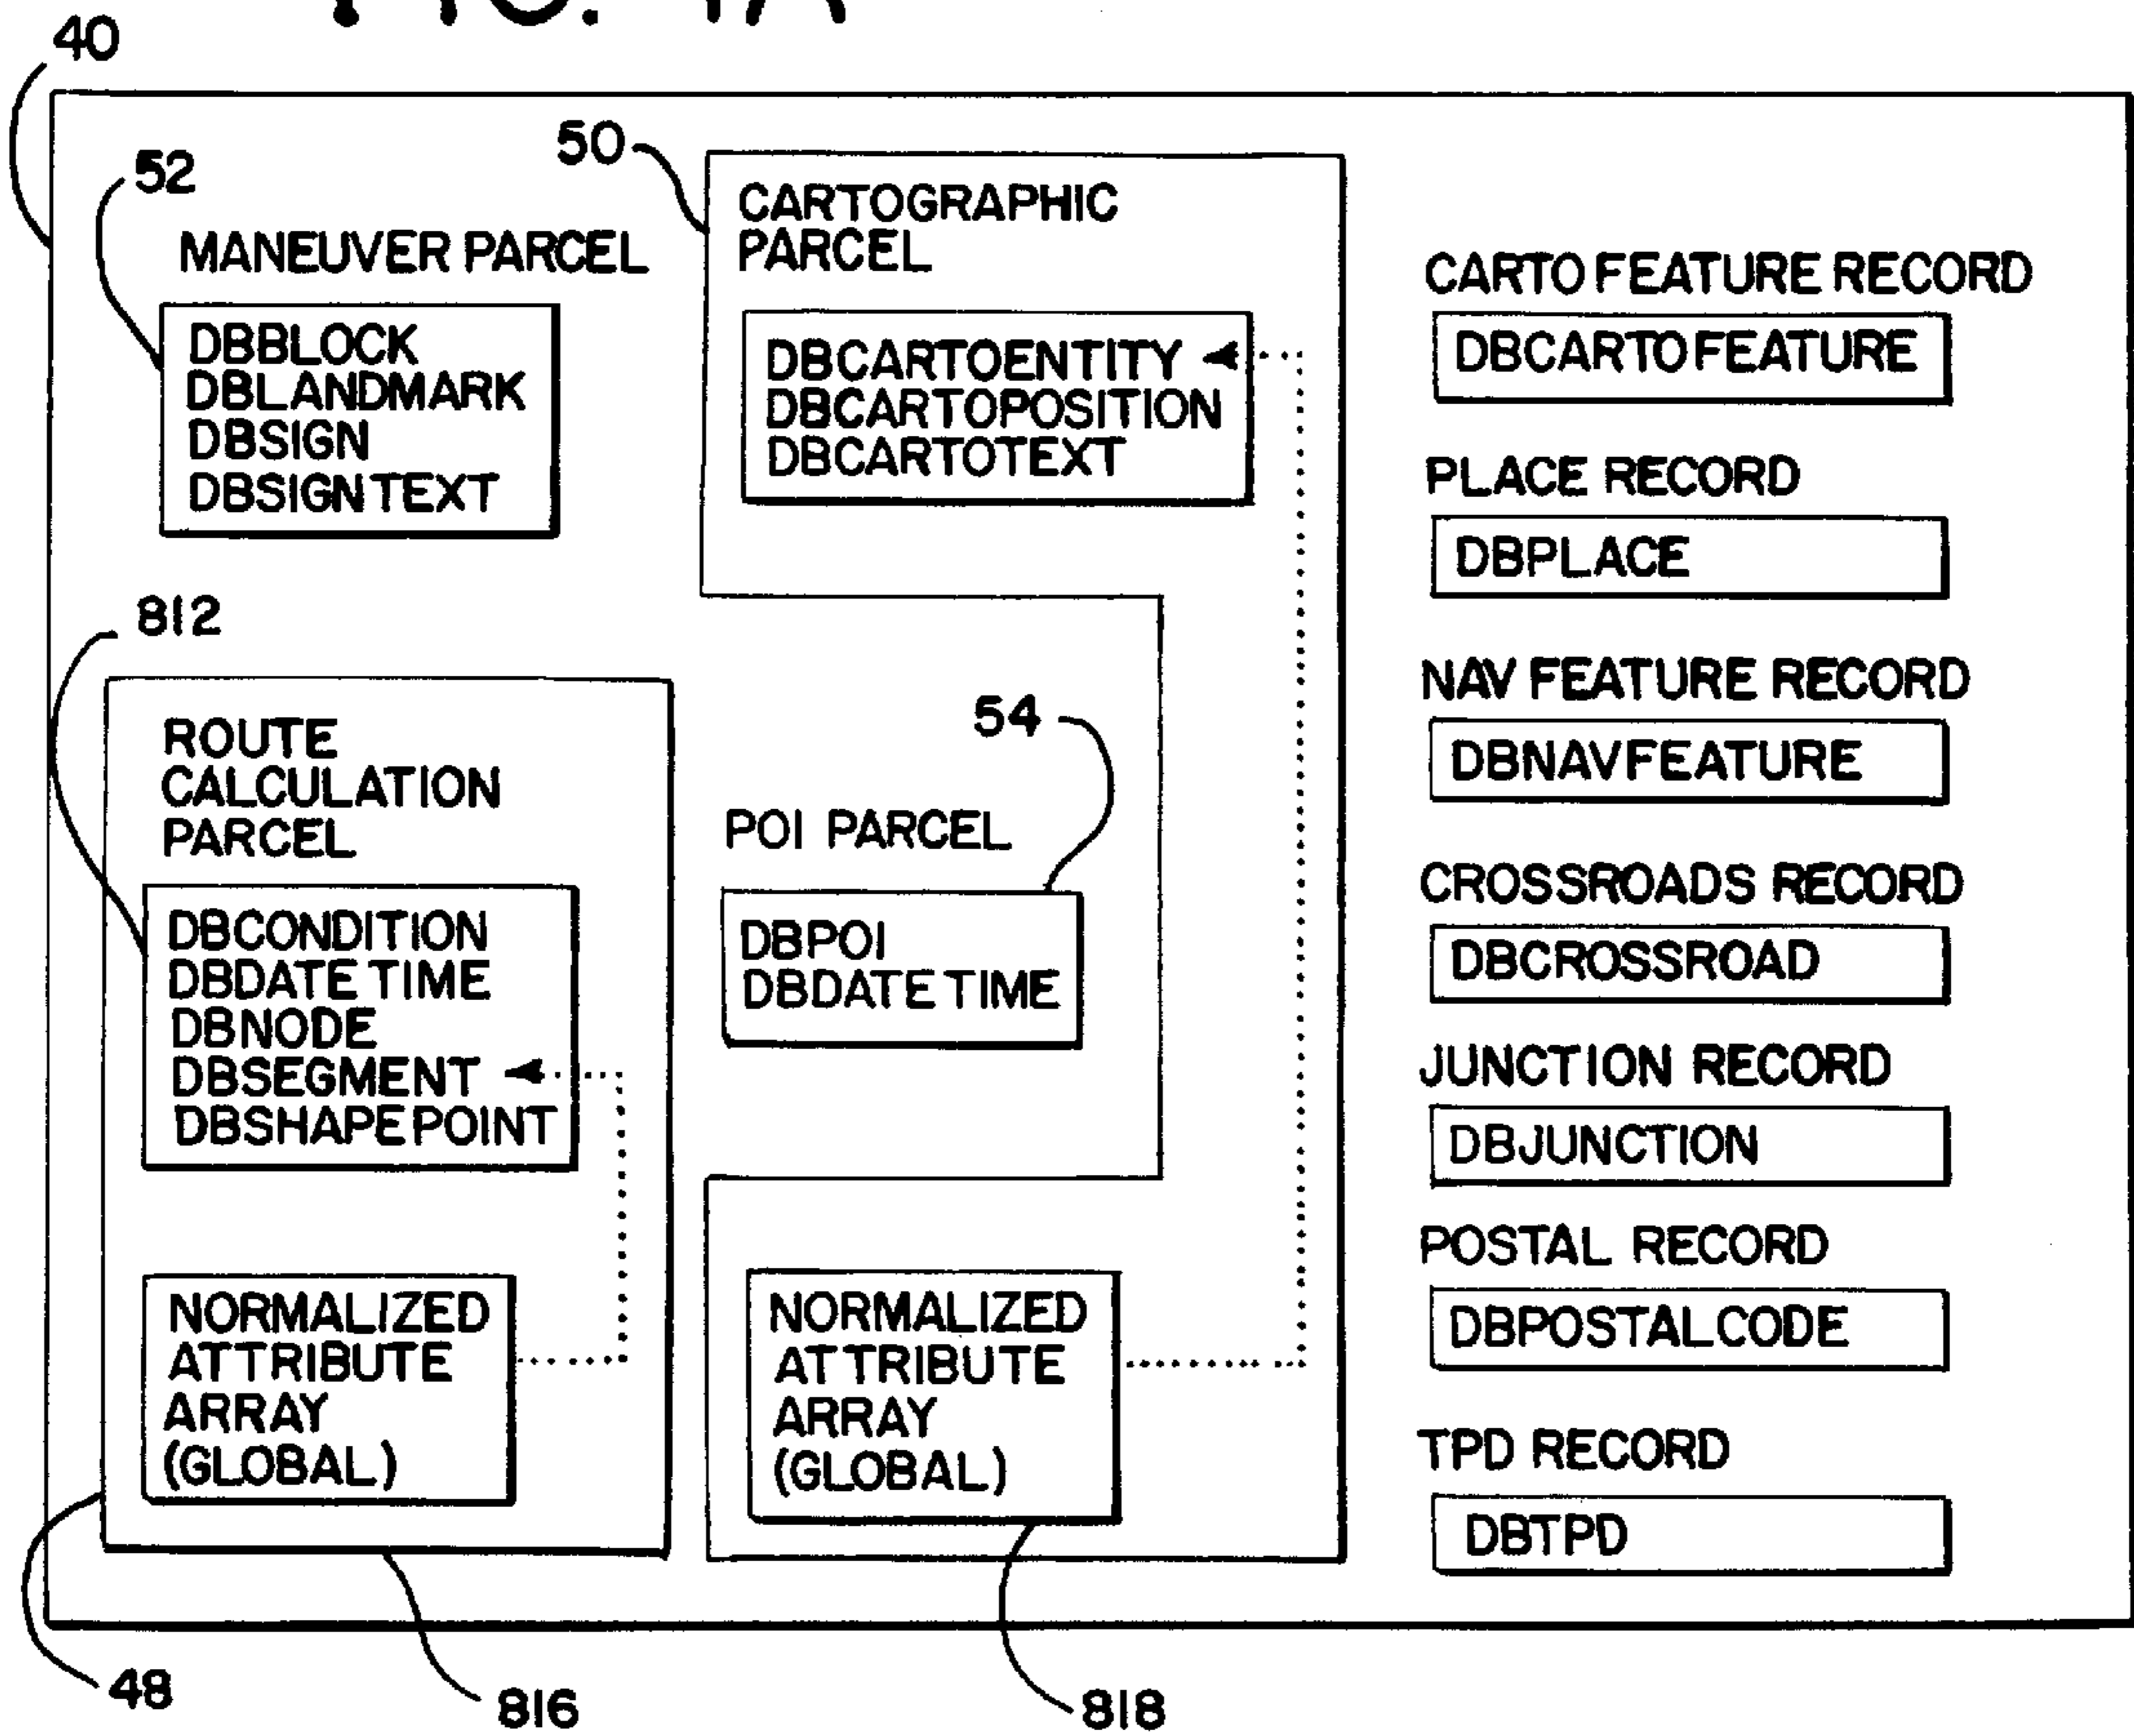 40
52
MANEUVER PARCEL
DBBLOCK
DBLANDMARK
DBSIGN
DBSIGNTEXT
50
CARTOGRAPHIC
PARCEL
DBCARTOENTITY
DBCARTOPOSITION
DBCARTOTEXT
812
ROUTE
CALCULATION
PARCEL
DBCONDITION
DBDATETIME
DBNODE
DBSEGMENT
DBSHAPEPOINT
NORMALIZED
ATTRIBUTE
ARRAY
(GLOBAL)
54
POI PARCEL
DBPOI
DBDATETIME
NORMALIZED
ATTRIBUTE
ARRAY
(GLOBAL)
CARTO FEATURE RECORD
DBCARTOFEATURE
PLACE RECORD
DBPLACE
NAV FEATURE RECORD
DBNAVFEATURE
CROSSROADS RECORD
DBCROSSROAD
JUNCTION RECORD
DBJUNCTION
POSTAL RECORD
DBPOSTALCODE
TPD RECORD
DBTPD
48
816
818